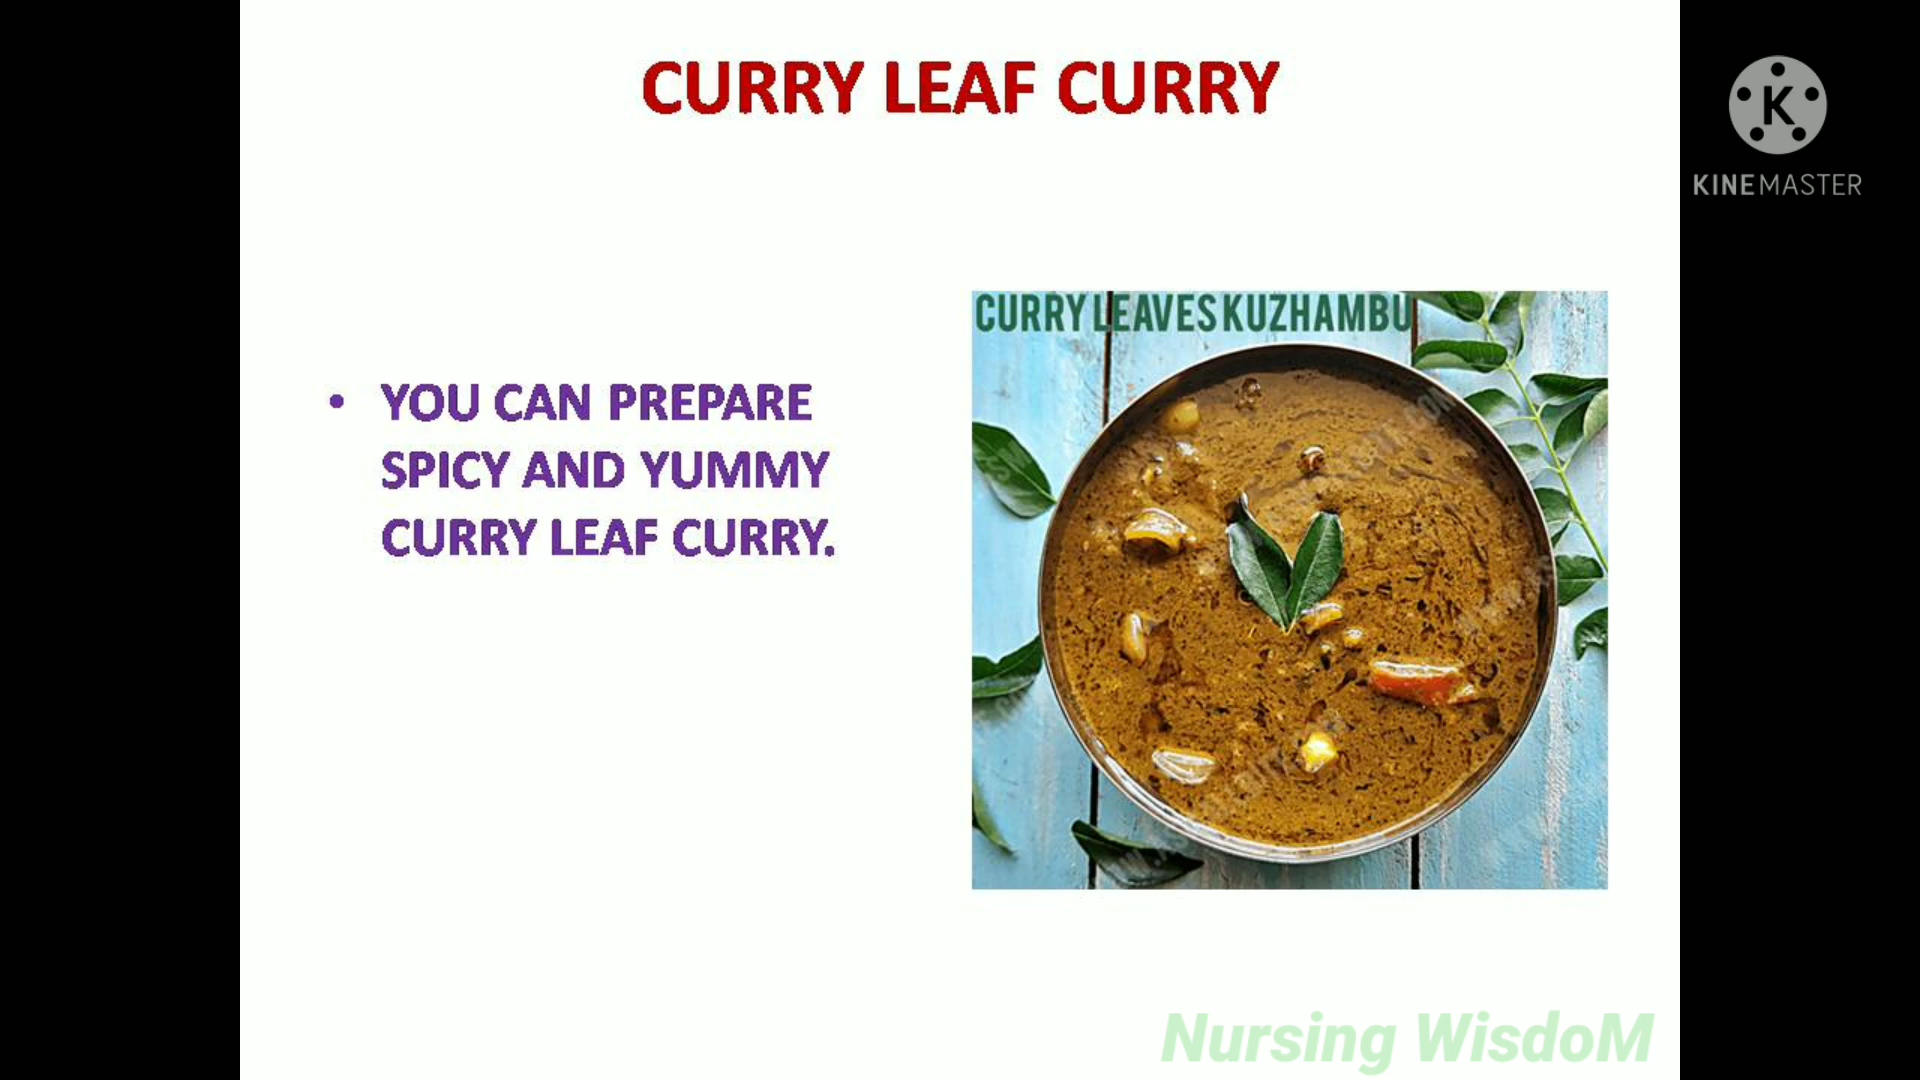 CURRY LEAF CURRY
K
KINEMASTER
CURRY LEAVES KUZHAMBU
• YOU CAN PREPARE
SPICY AND YUMMY
CURRY LEAF CURRY.
Nursing WisdoM